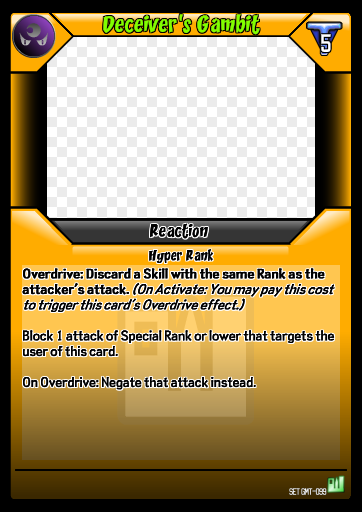 Deceiver's Gambit
5
Reaction
Hyper Rank
Overdrive: Discard a Skill with the same Rank as the
attacker's attack. (On Activate: You may pay this cost
to trigger this card's Overdrive effect.)
Block 1 attack of Special Rank or lower that targets the
user of this card.
On Overdrive: Negate that attack instead.
SET GMT-099